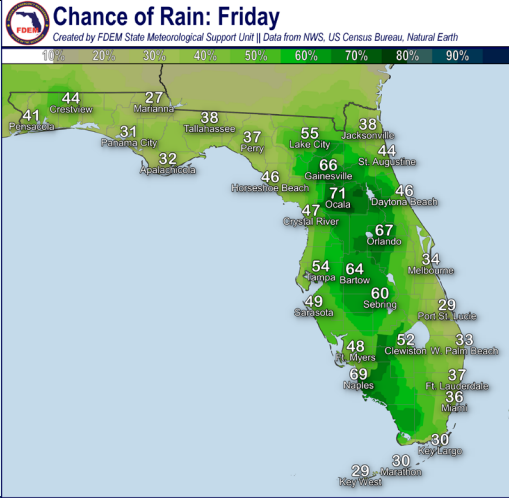 Chance of Rain: Friday
Created by FDEM State Meteorological Support Unit || Data from NWS, US Census Bureau, Natural Earth
FDEM
10% 20% 30% 40% 50% 60% 70% 80% 90%
44
Crestview
27
Marianna
41
Pensacola
38
Tallahassee
31
Panama City
37
Perry
55
Lake City
38
Jacksonville
32
Apalachicola
44
St. Augustine
66
Gainesville
46
Horseshoe Beach
71
Ocala
46
Daytona Beach
47
Crystal River
67
Orlando
34
Melbourne
54
Tampa
64
Bartow
60
Sebring
49
Sarasota
29
Port St. Lucie
48
Ft. Myers
52
Clewiston
33
W. Palm Beach
69
Naples
37
Ft. Lauderdale
36
Miami
30
Key Largo
30
Marathon
29
Key West